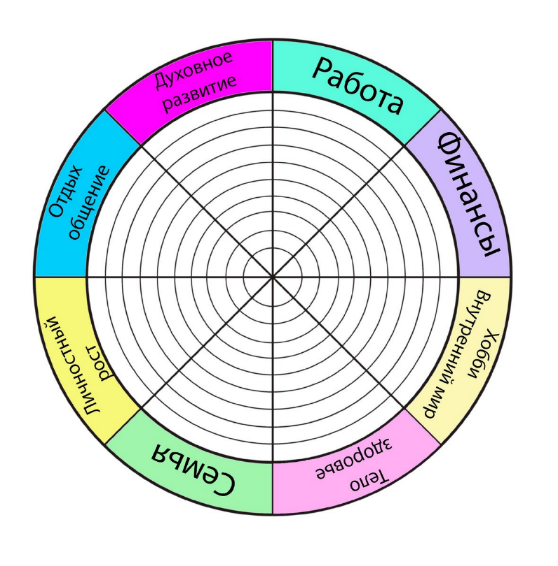 Работа
Финансы
Хобби
Внутренний мир
Тело
здоровье
Семья
Личностный
рост
Отдых
общение
Духовное
развитие